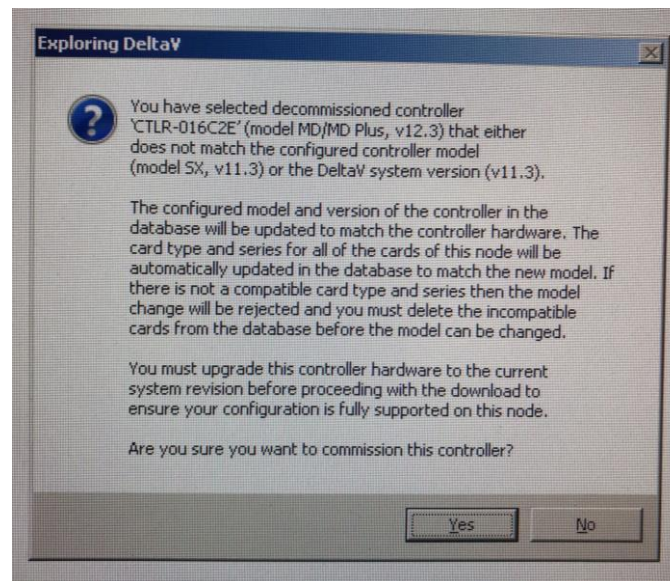 Exploring DeltaV
You have selected decommissioned controller
'CTLR-016C2E' (model MD/MD Plus, v12.3) that either
does not match the configured controller model
(model SX, v11.3) or the DeltaV system version (v11.3).
The configured model and version of the controller in the
database will be updated to match the controller hardware. The
card type and series for all of the cards of this node will be
automatically updated in the database to match the new model. If
there is not a compatible card type and series then the model
change will be rejected and you must delete the incompatible
cards from the database before the model can be changed.
You must upgrade this controller hardware to the current
system revision before proceeding with the download to
ensure your configuration is fully supported on this node.
Are you sure you want to commission this controller?
Yes
No